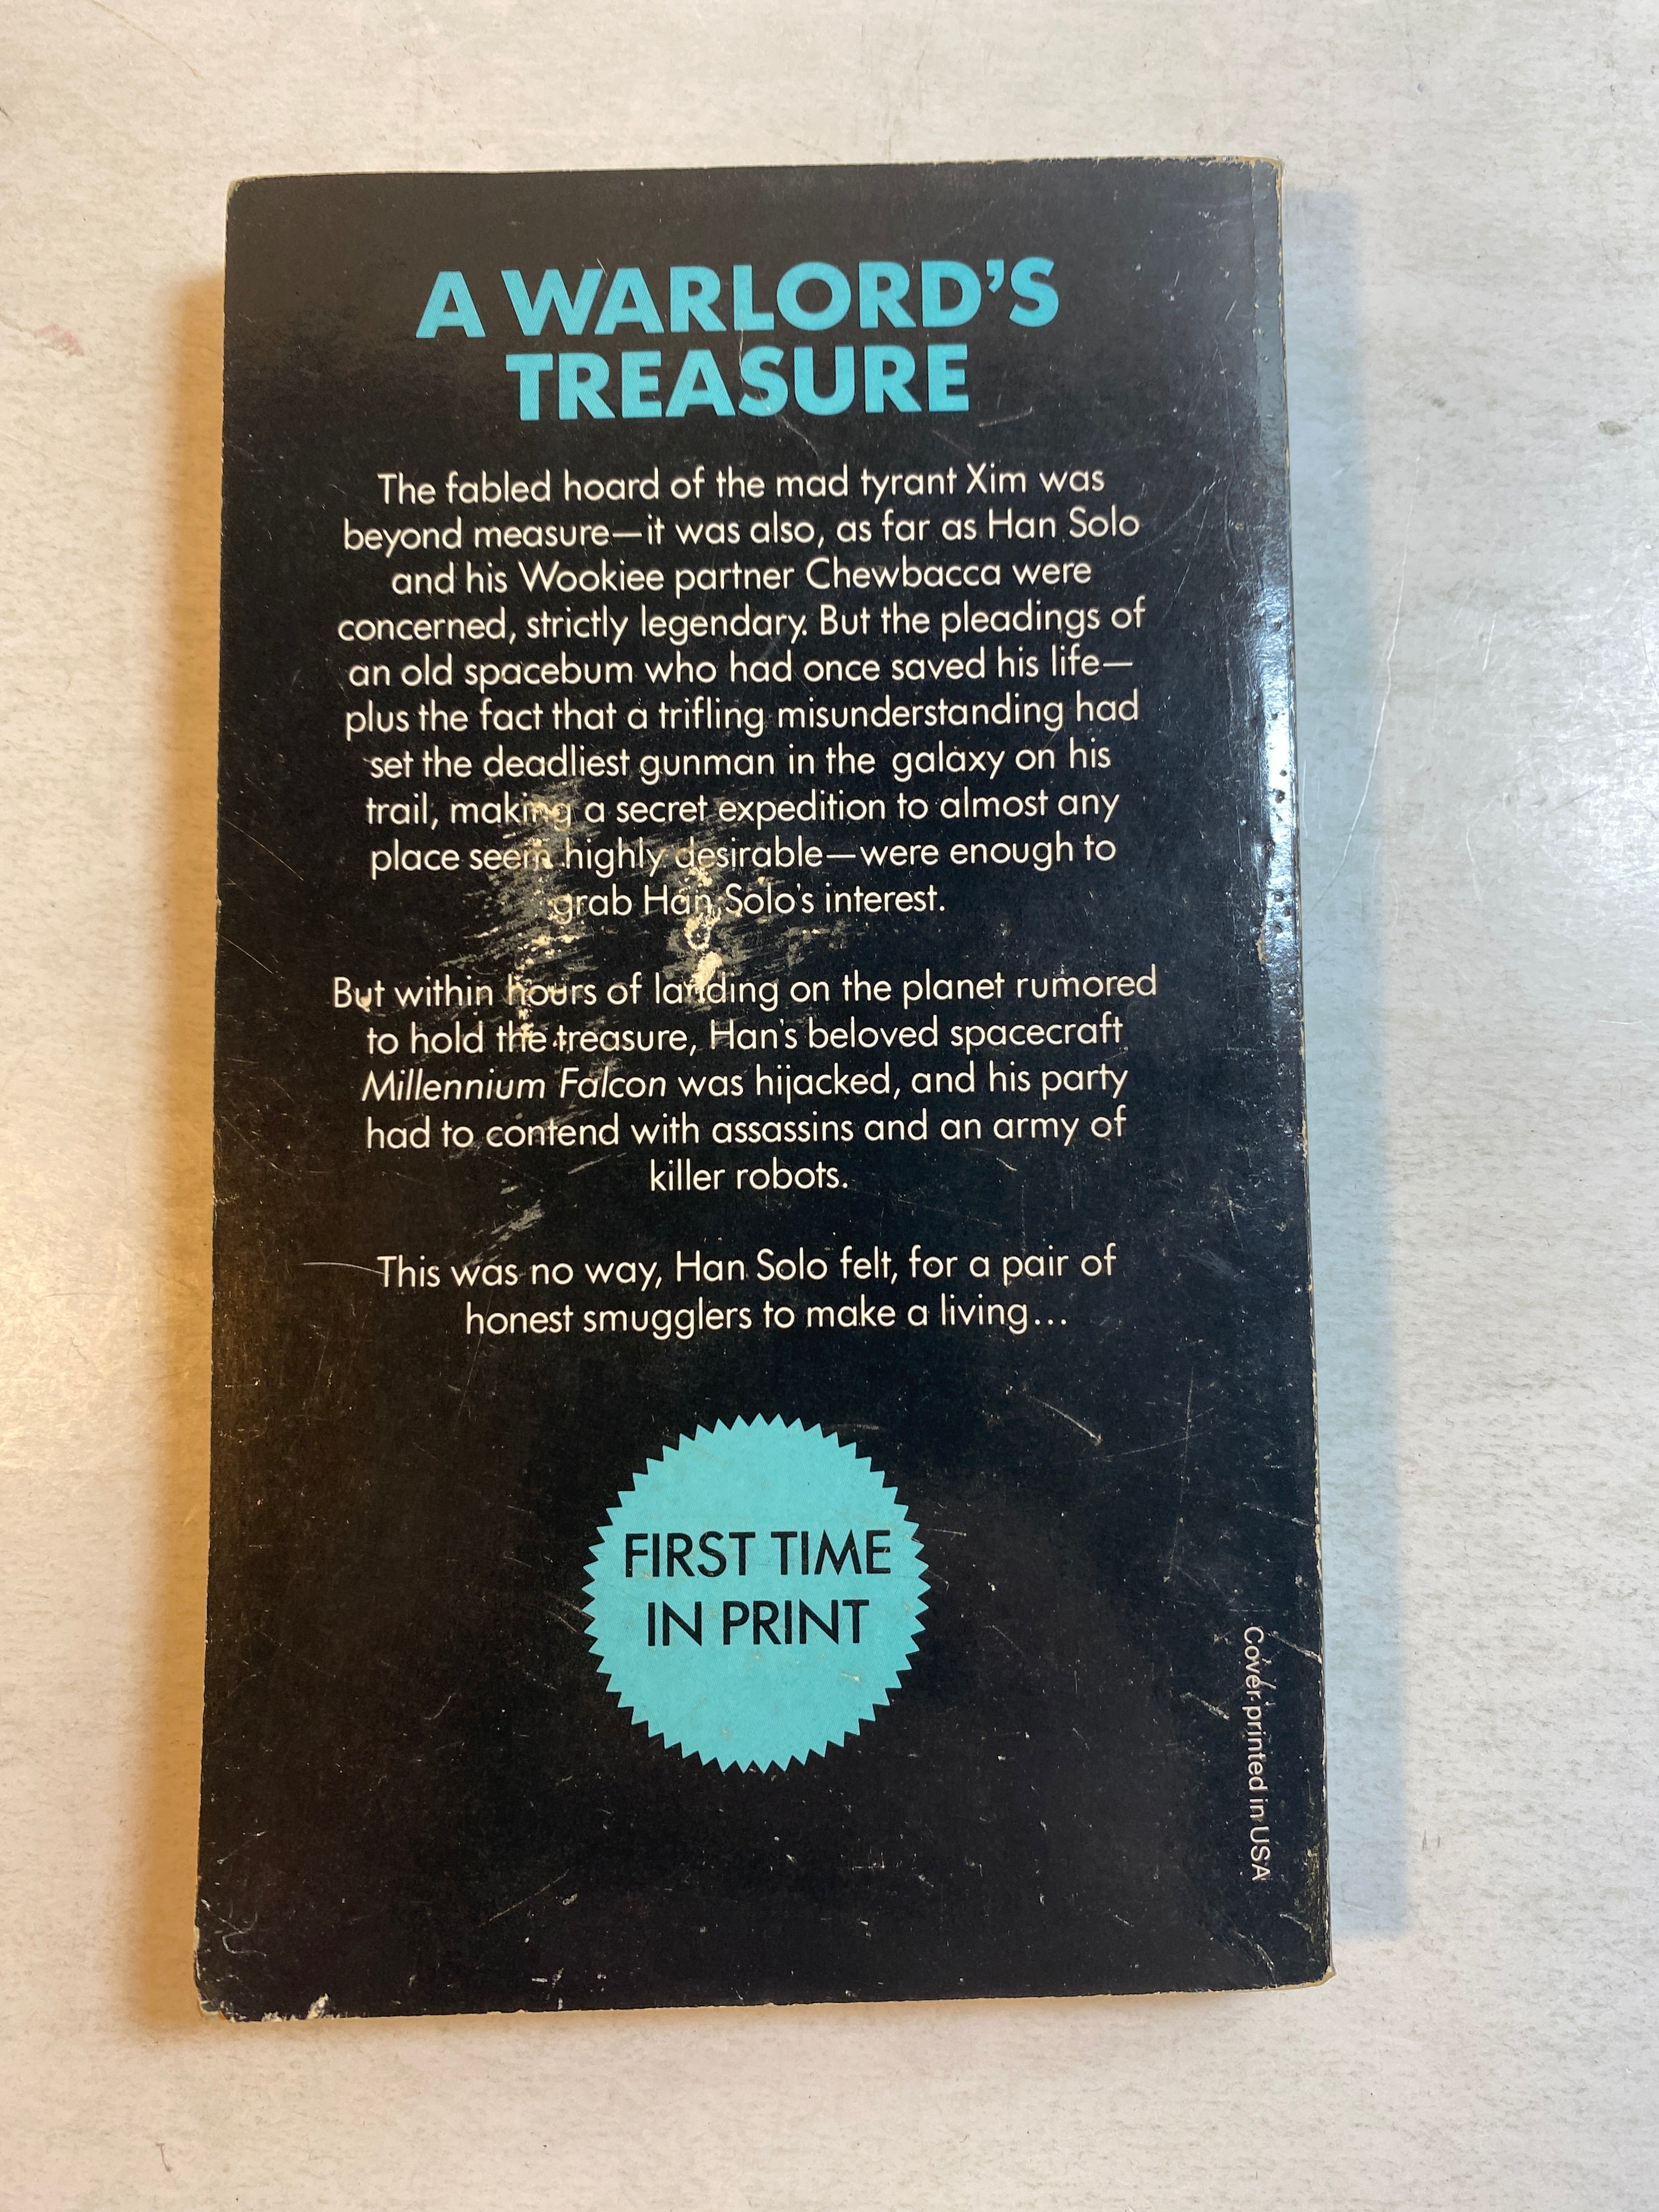 A WARLORD'S
TREASURE
The fabled hoard of the mad tyrant Xim was
beyond measure—it was also, as far as Han Solo
and his Wookiee partner Chewbacca were
concerned, strictly legendary. But the pleadings of
an old spacebum who had once saved his life—
plus the fact that a trifling misunderstanding had
set the deadliest gunman in the galaxy on his
trail, making a secret expedition to almost any
place seem highly desirable—were enough to
grab Han Solo's interest.
But within hours of landing on the planet rumored
to hold the treasure, Han's beloved spacecraft
Millennium Falcon was hijacked, and his party
had to contend with assassins and an army of
killer robots.
This was no way, Han Solo felt, for a pair of
honest smugglers to make a living...
FIRST TIME
IN PRINT
Cover printed in USA